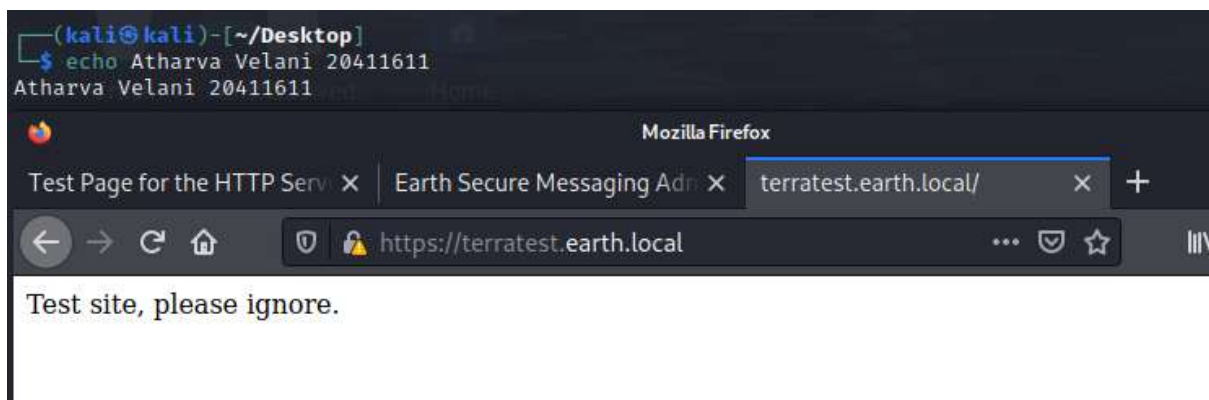 (kali㉿kali)-[~/Desktop]
$ echo Atharva Velani 20411611
Atharva Velani 20411611
Mozilla Firefox
Test Page for the HTTP Serv
Earth Secure Messaging Adn
terratest.earth.local/
https://terratest.earth.local
Test site, please ignore.